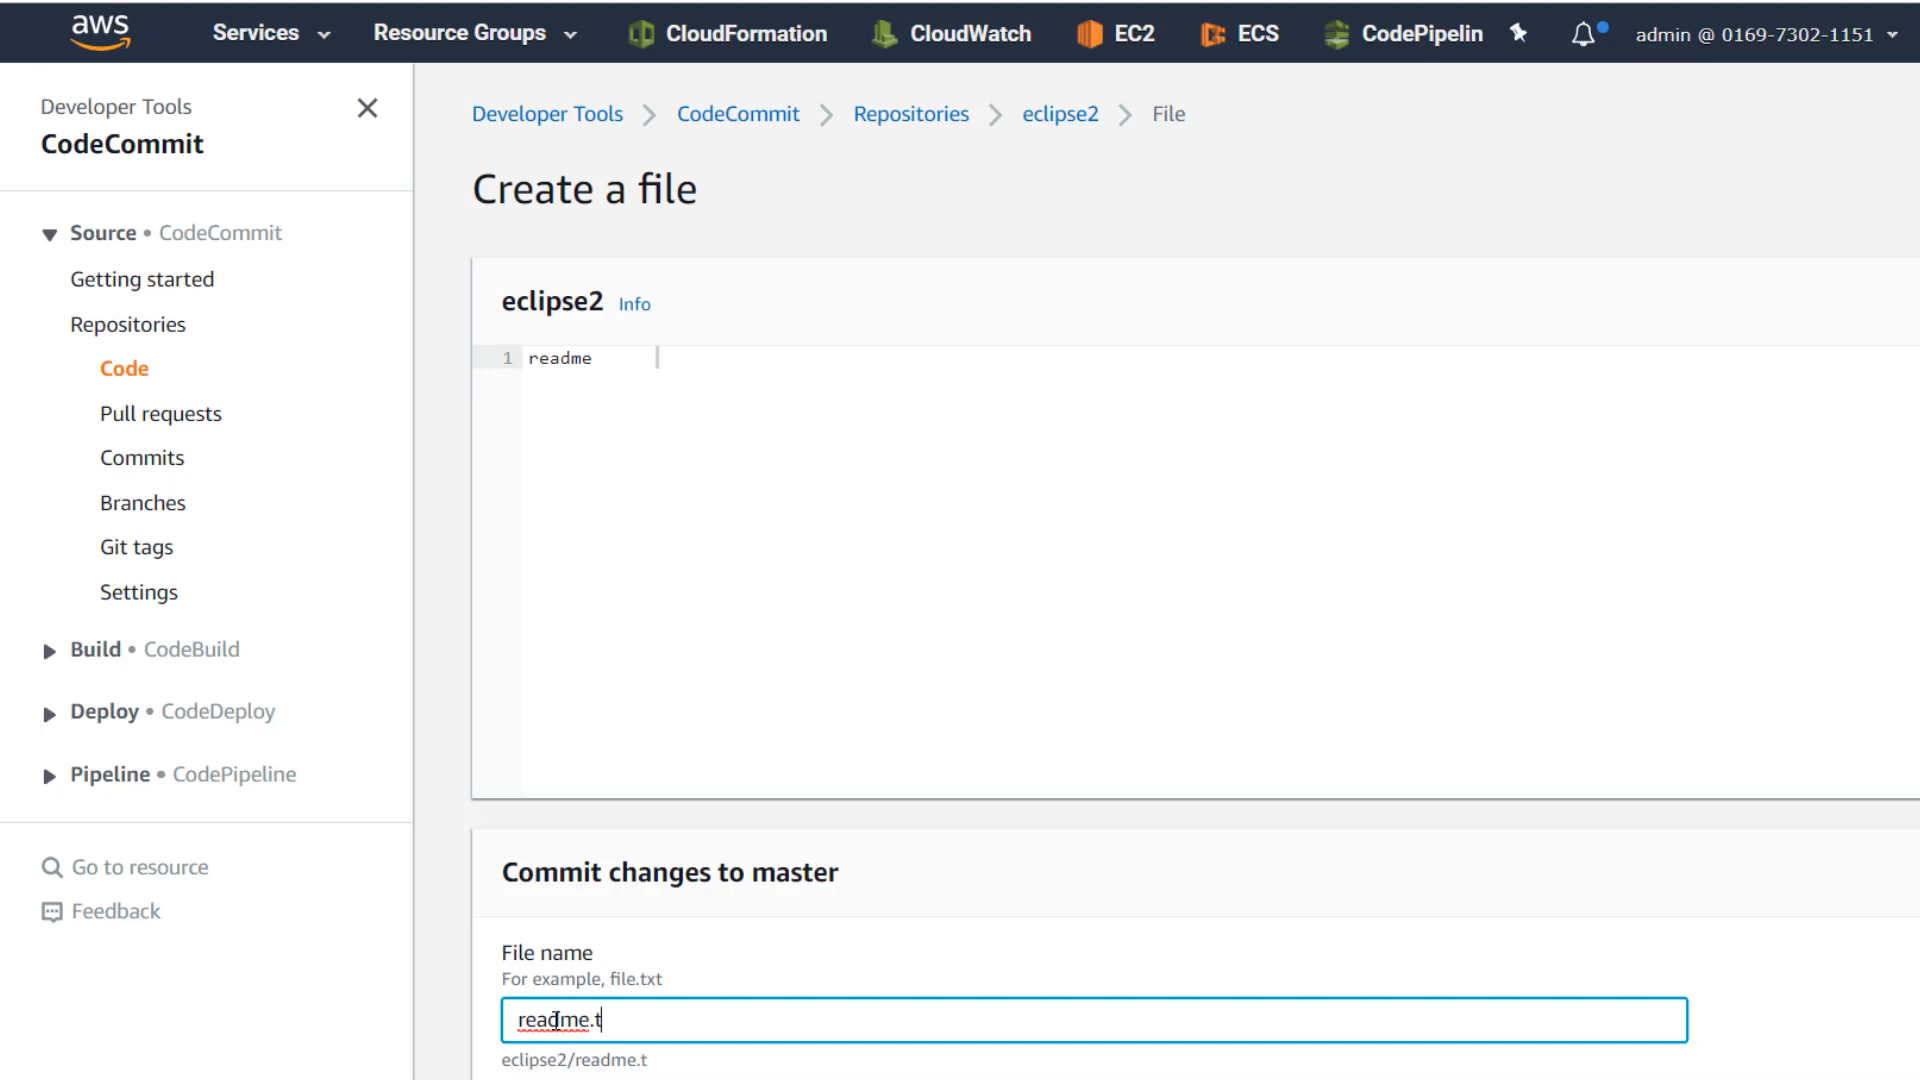 aws
Services
Resource Groups
CloudFormation
CloudWatch
EC2
ECS
CodePipelin
admin @ 0169-7302-1151
Developer Tools
CodeCommit
Source • CodeCommit
Getting started
Repositories
Code
Pull requests
Commits
Branches
Git tags
Settings
Build • CodeBuild
Deploy • CodeDeploy
Pipeline • CodePipeline
Go to resource
Feedback
Developer Tools > CodeCommit > Repositories > eclipse2 > File
Create a file
eclipse2 Info
1 readme
Commit changes to master
File name
For example, file.txt
readme.t
eclipse2/readme.t